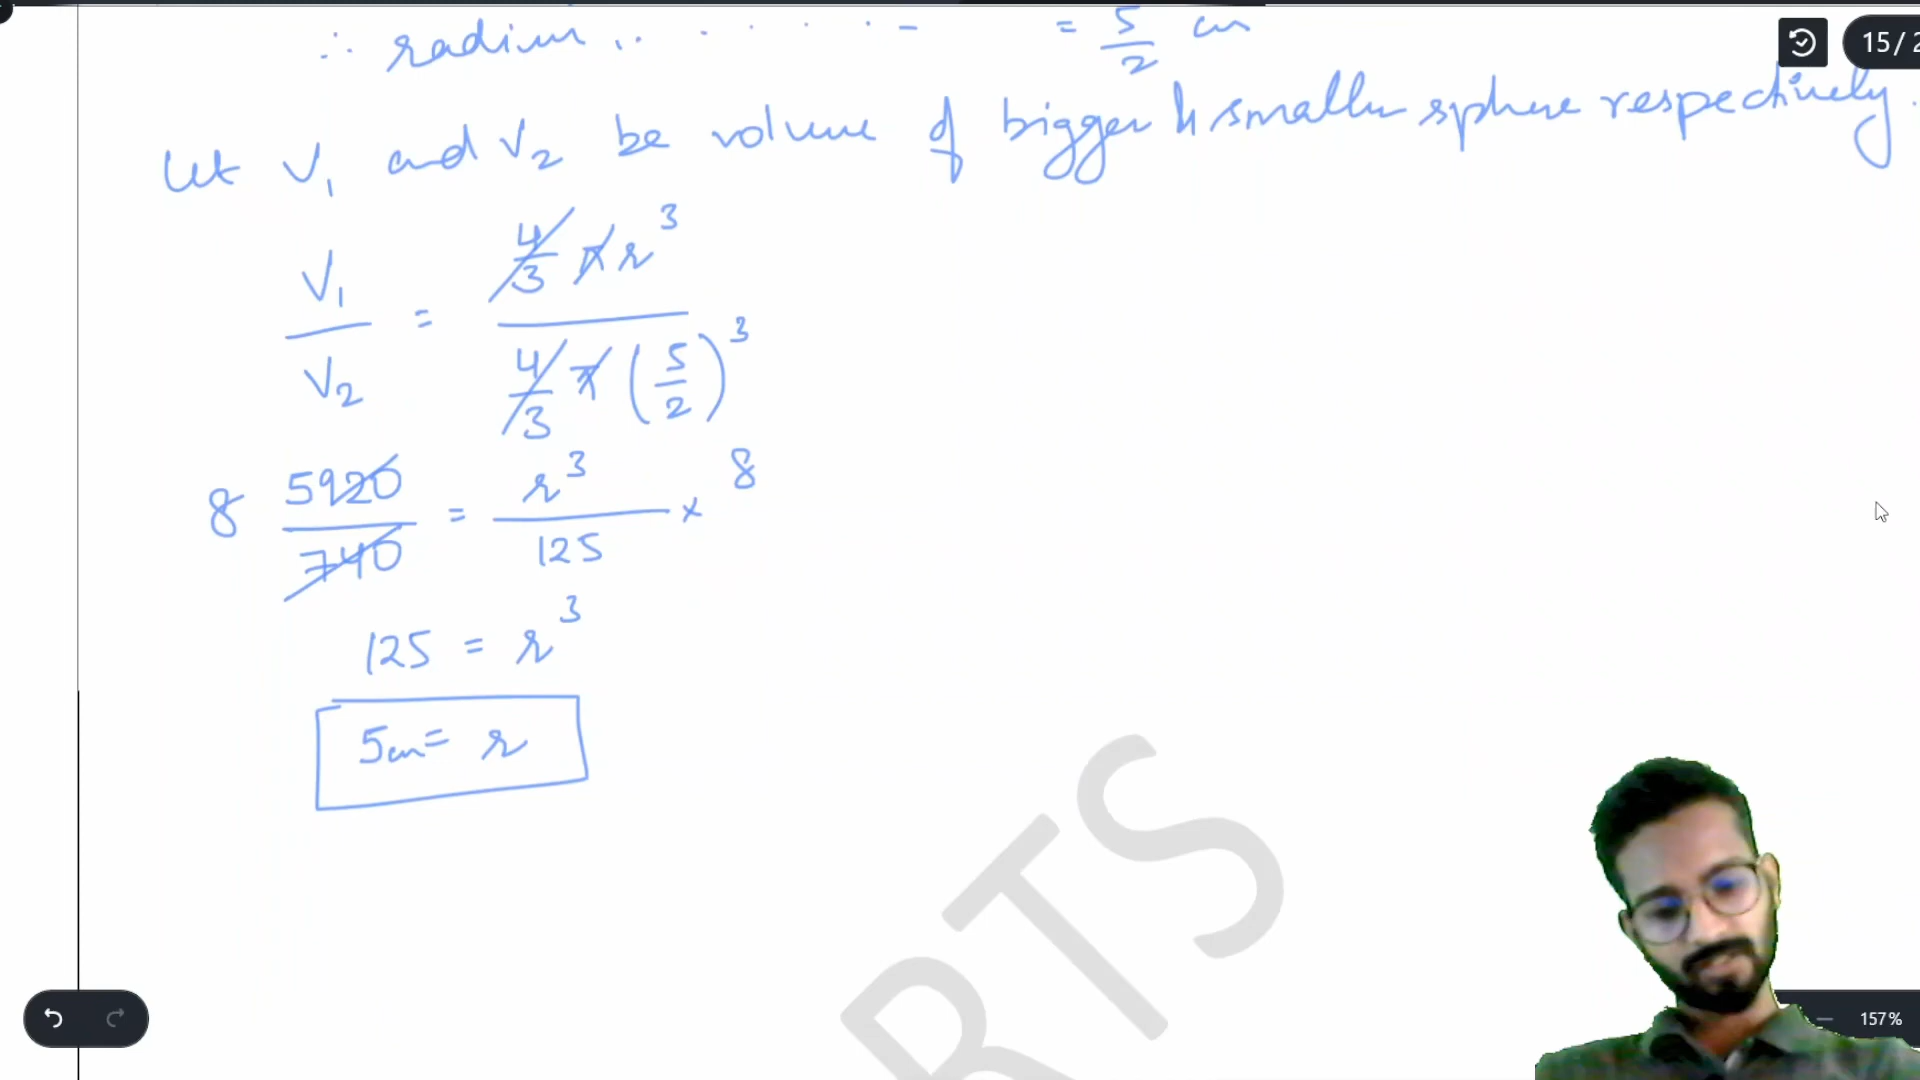 ∴ radius .. . . . . . - = 5/2 cm
Let V₁ and V₂ be volume of bigger & smaller sphere respectively.
V₁/V₂ = (4/3 π r³)/(4/3 π (5/2)³)
8 5920/740 = r³/125 × 8
125 = r³
5cm = r
RTS
15/2
157%